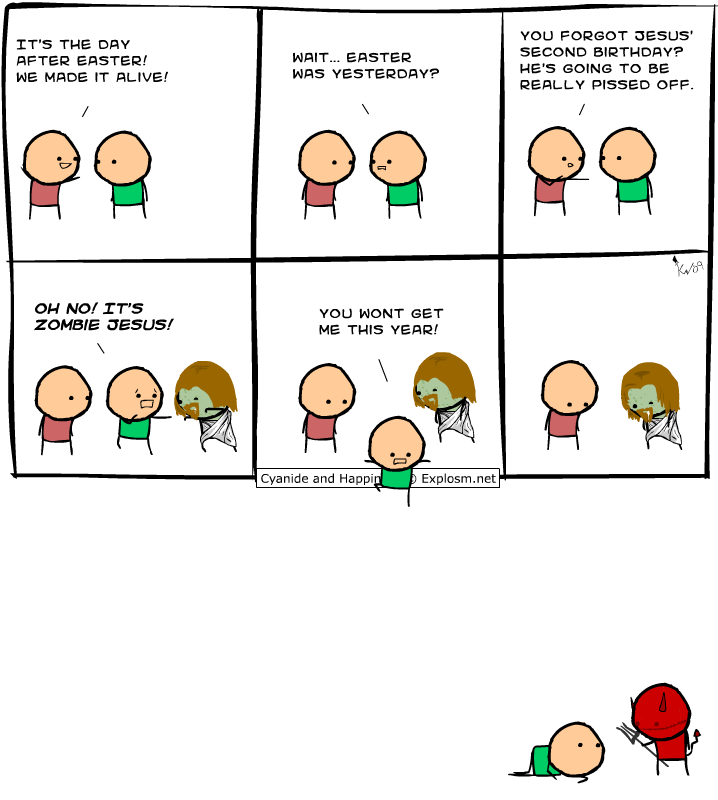 IT'S THE DAY
AFTER EASTER!
WE MADE IT ALIVE!
WAIT... EASTER
WAS YESTERDAY?
YOU FORGOT JESUS'
SECOND BIRTHDAY?
HE'S GOING TO BE
REALLY PISSED OFF.
OH NO! IT'S
ZOMBIE JESUS!
YOU WONT GET
ME THIS YEAR!
Cyanide and Happin © Explosm.net